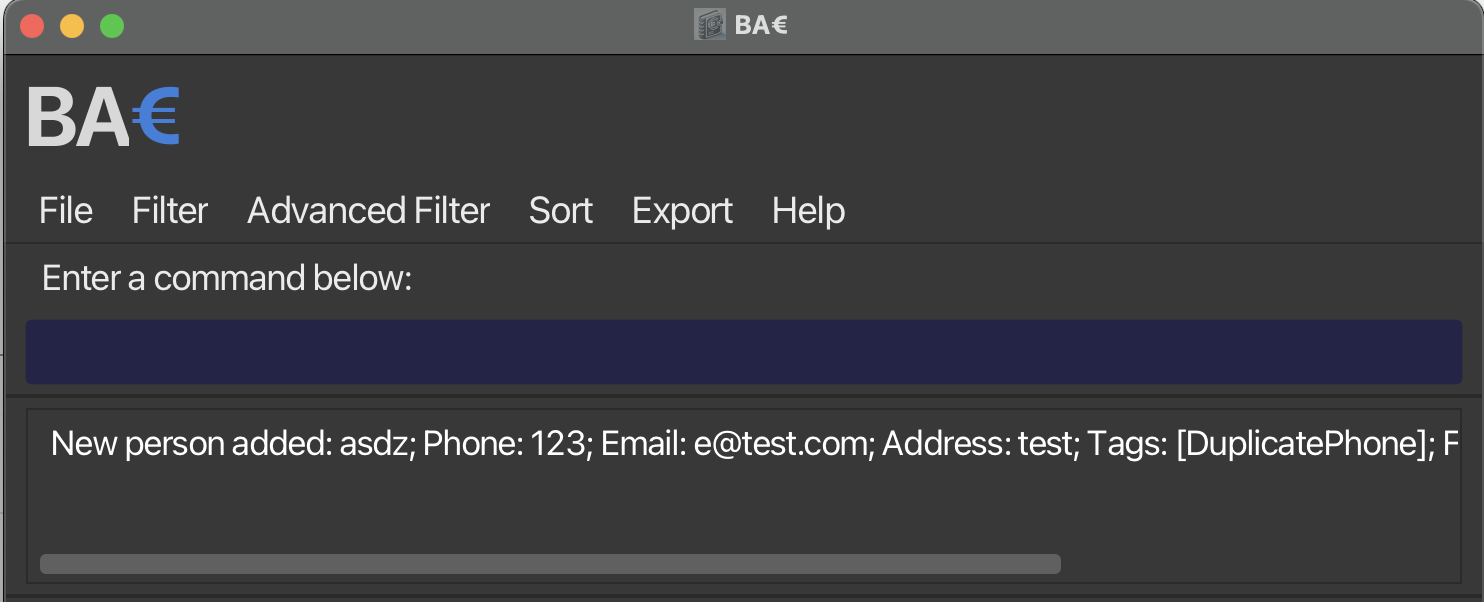 BA€
BA€
File Filter Advanced Filter Sort Export Help
Enter a command below:
New person added: asdz; Phone: 123; Email: e@test.com; Address: test; Tags: [DuplicatePhone]; F